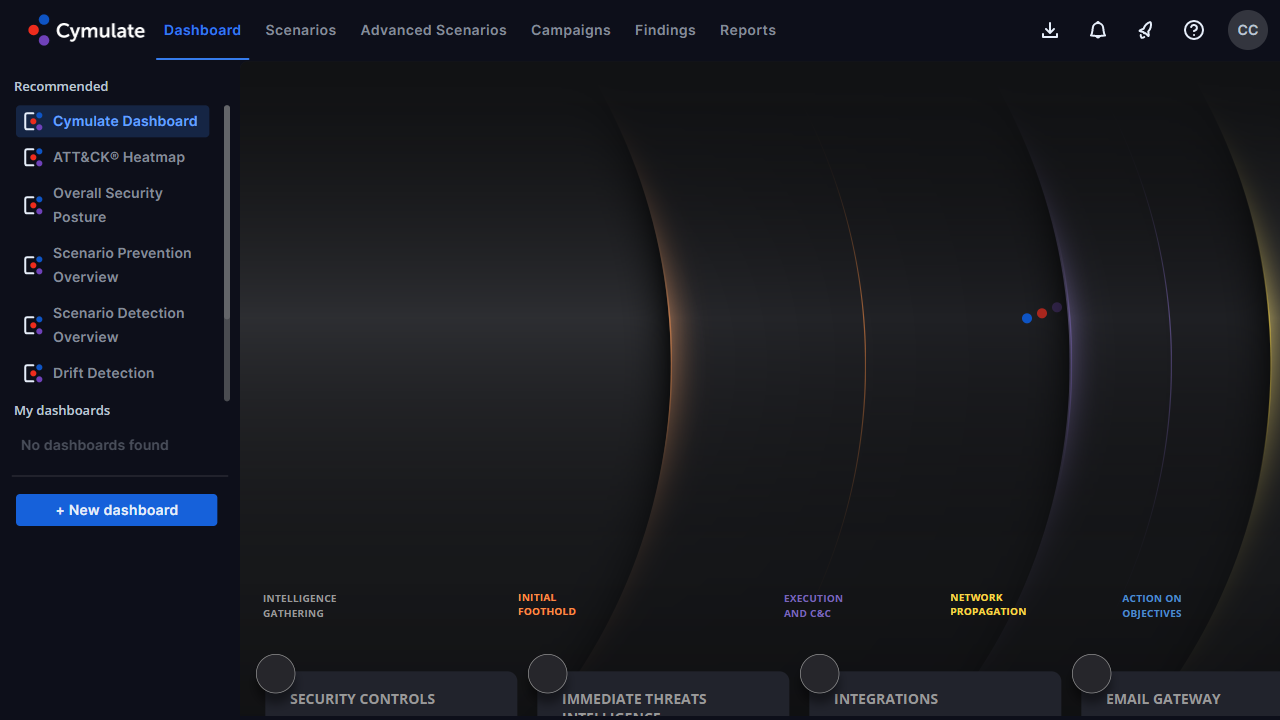 Cymulate
Dashboard
Scenarios
Advanced Scenarios
Campaigns
Findings
Reports
CC
Recommended
Cymulate Dashboard
ATT&CK® Heatmap
Overall Security
Posture
Scenario Prevention
Overview
Scenario Detection
Overview
Drift Detection
My dashboards
No dashboards found
+ New dashboard
INTELLIGENCE
GATHERING
INITIAL
FOOTHOLD
EXECUTION
AND C&C
NETWORK
PROPAGATION
ACTION ON
OBJECTIVES
SECURITY CONTROLS
IMMEDIATE THREATS
INTELLIGENCE
INTEGRATIONS
EMAIL GATEWAY